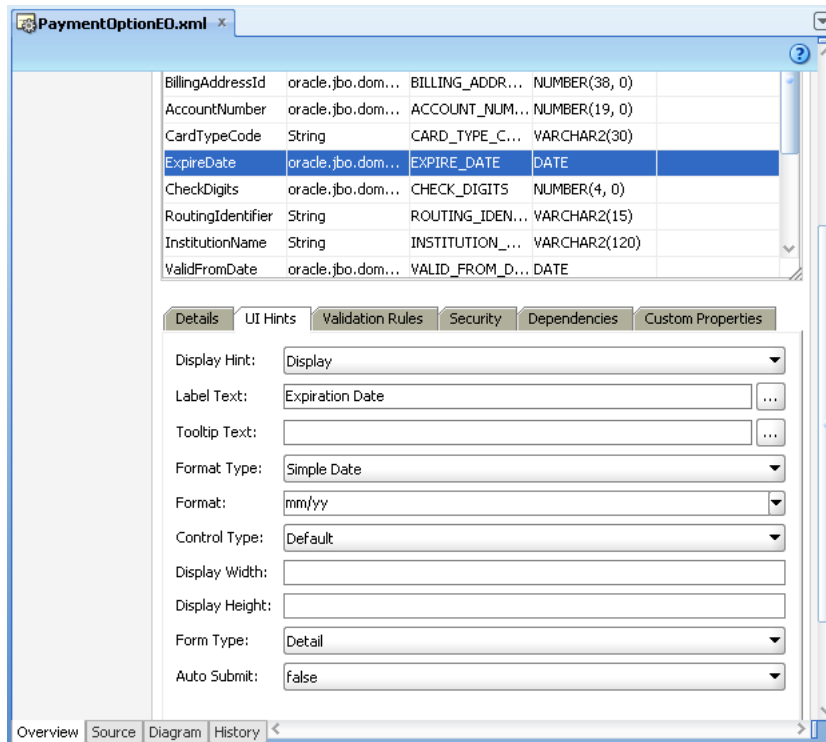 PaymentOptionEO.xml
BillingAddressId oracle.jbo.dom... BILLING_ADDR... NUMBER(38, 0)
AccountNumber oracle.jbo.dom... ACCOUNT_NUM... NUMBER(19, 0)
CardTypeCode String CARD_TYPE_C... VARCHAR2(30)
ExpireDate oracle.jbo.dom... EXPIRE_DATE DATE
CheckDigits oracle.jbo.dom... CHECK_DIGITS NUMBER(4, 0)
RoutingIdentifier String ROUTING_IDEN... VARCHAR2(15)
InstitutionName String INSTITUTION_... VARCHAR2(120)
ValidFromDate oracle.jbo.dom... VALID_FROM_D... DATE
Details UI Hints Validation Rules Security Dependencies Custom Properties
Display Hint: Display
Label Text: Expiration Date ...
Tooltip Text: ...
Format Type: Simple Date
Format: mm/yy
Control Type: Default
Display Width:
Display Height:
Form Type: Detail
Auto Submit: false
Overview Source Diagram History